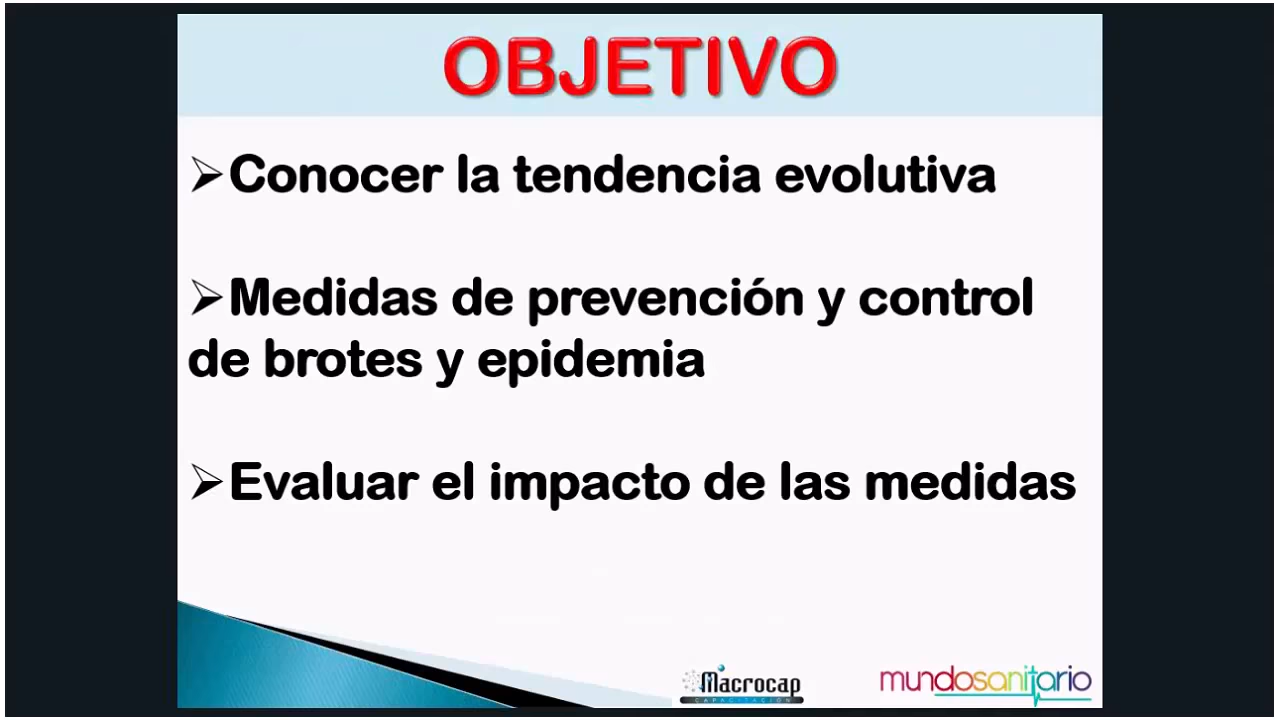 OBJETIVO
➢Conocer la tendencia evolutiva
➢Medidas de prevención y control
de brotes y epidemia
➢Evaluar el impacto de las medidas
Macrocap
CAPACITACIÓN
mundosanitario